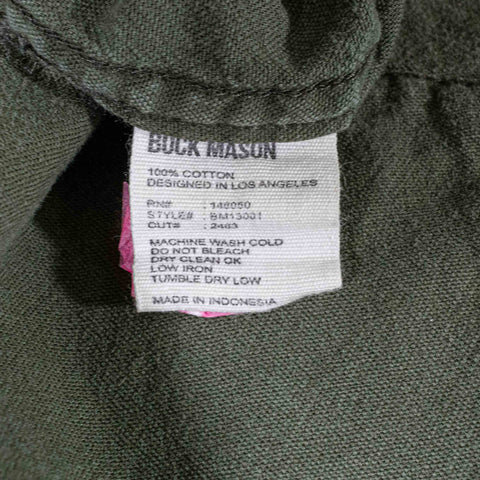 BUCK MASON
100% COTTON
DESIGNED IN LOS ANGELES
RN# : 146050
STYLE# : BM13001
CUT# : 2463
MACHINE WASH COLD
DO NOT BLEACH
DRY CLEAN OK
LOW IRON
TUMBLE DRY LOW
MADE IN INDONESIA